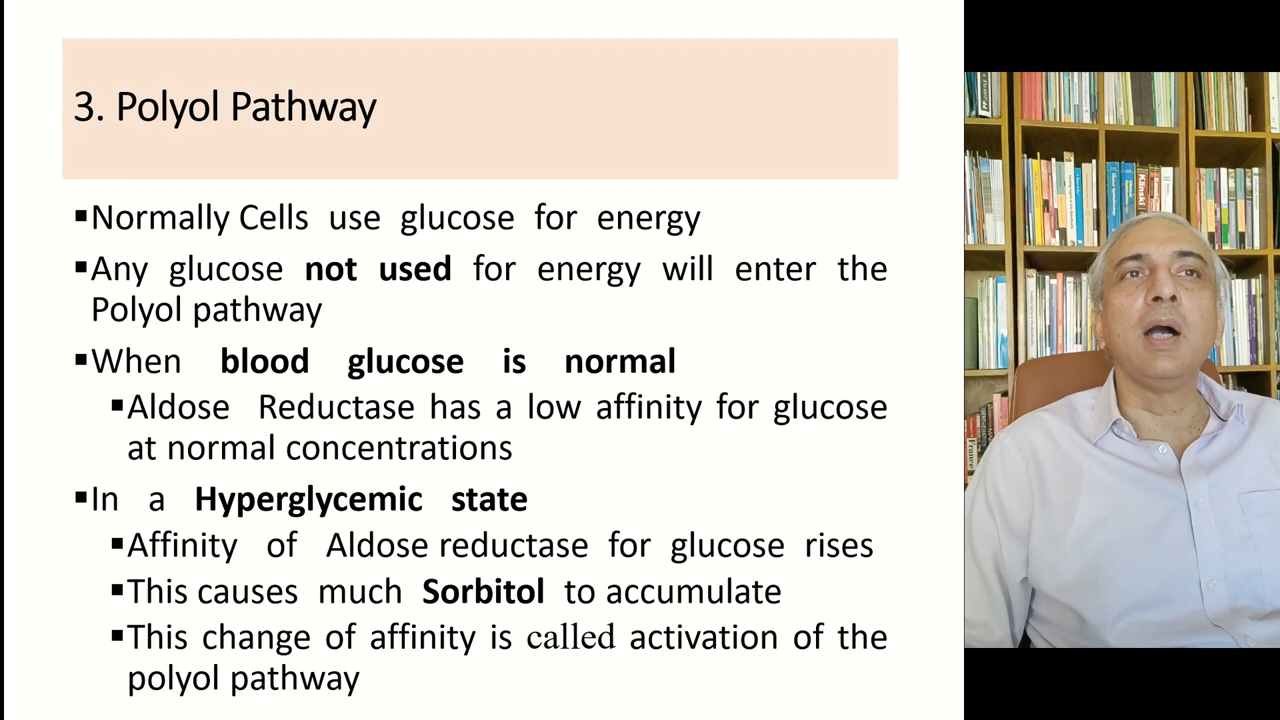 3. Polyol Pathway
▪Normally Cells use glucose for energy
▪Any glucose not used for energy will enter the
Polyol pathway
▪When blood glucose is normal
▪Aldose Reductase has a low affinity for glucose
at normal concentrations
▪In a Hyperglycemic state
▪Affinity of Aldose reductase for glucose rises
▪This causes much Sorbitol to accumulate
▪This change of affinity is called activation of the
polyol pathway
Kanski